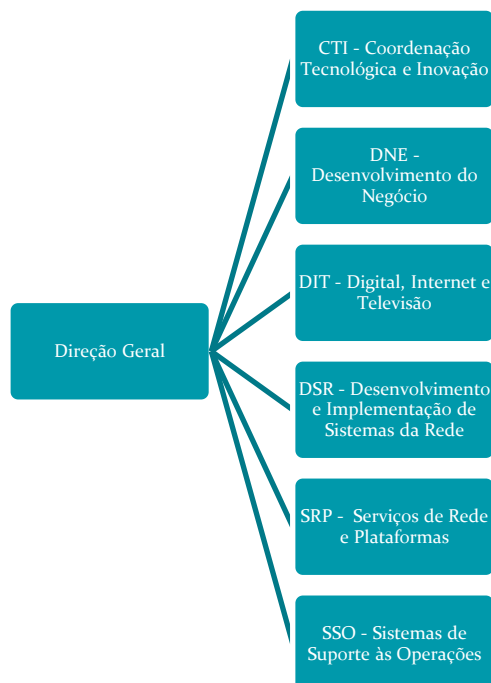 CTI - Coordenação
Tecnológica e Inovação
DNE -
Desenvolvimento do
Negócio
DIT - Digital, Internet e
Televisão
Direção Geral
DSR - Desenvolvimento
e Implementação de
Sistemas da Rede
SRP -  Serviços de Rede
e Plataformas
SSO - Sistemas de
Suporte às Operações